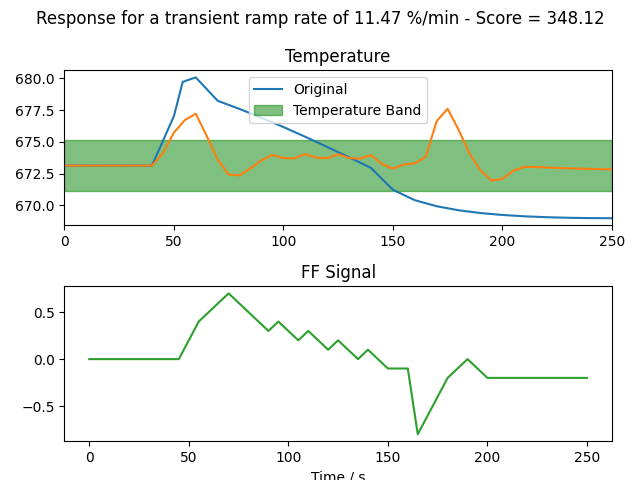 Response for a transient ramp rate of 11.47 %/min - Score = 348.12
Temperature
Original
Temperature Band
680.0
677.5
675.0
672.5
670.0
0 50 100 150 200 250
FF Signal
0.5
0.0
−0.5
0 50 100 150 200 250
Time / s